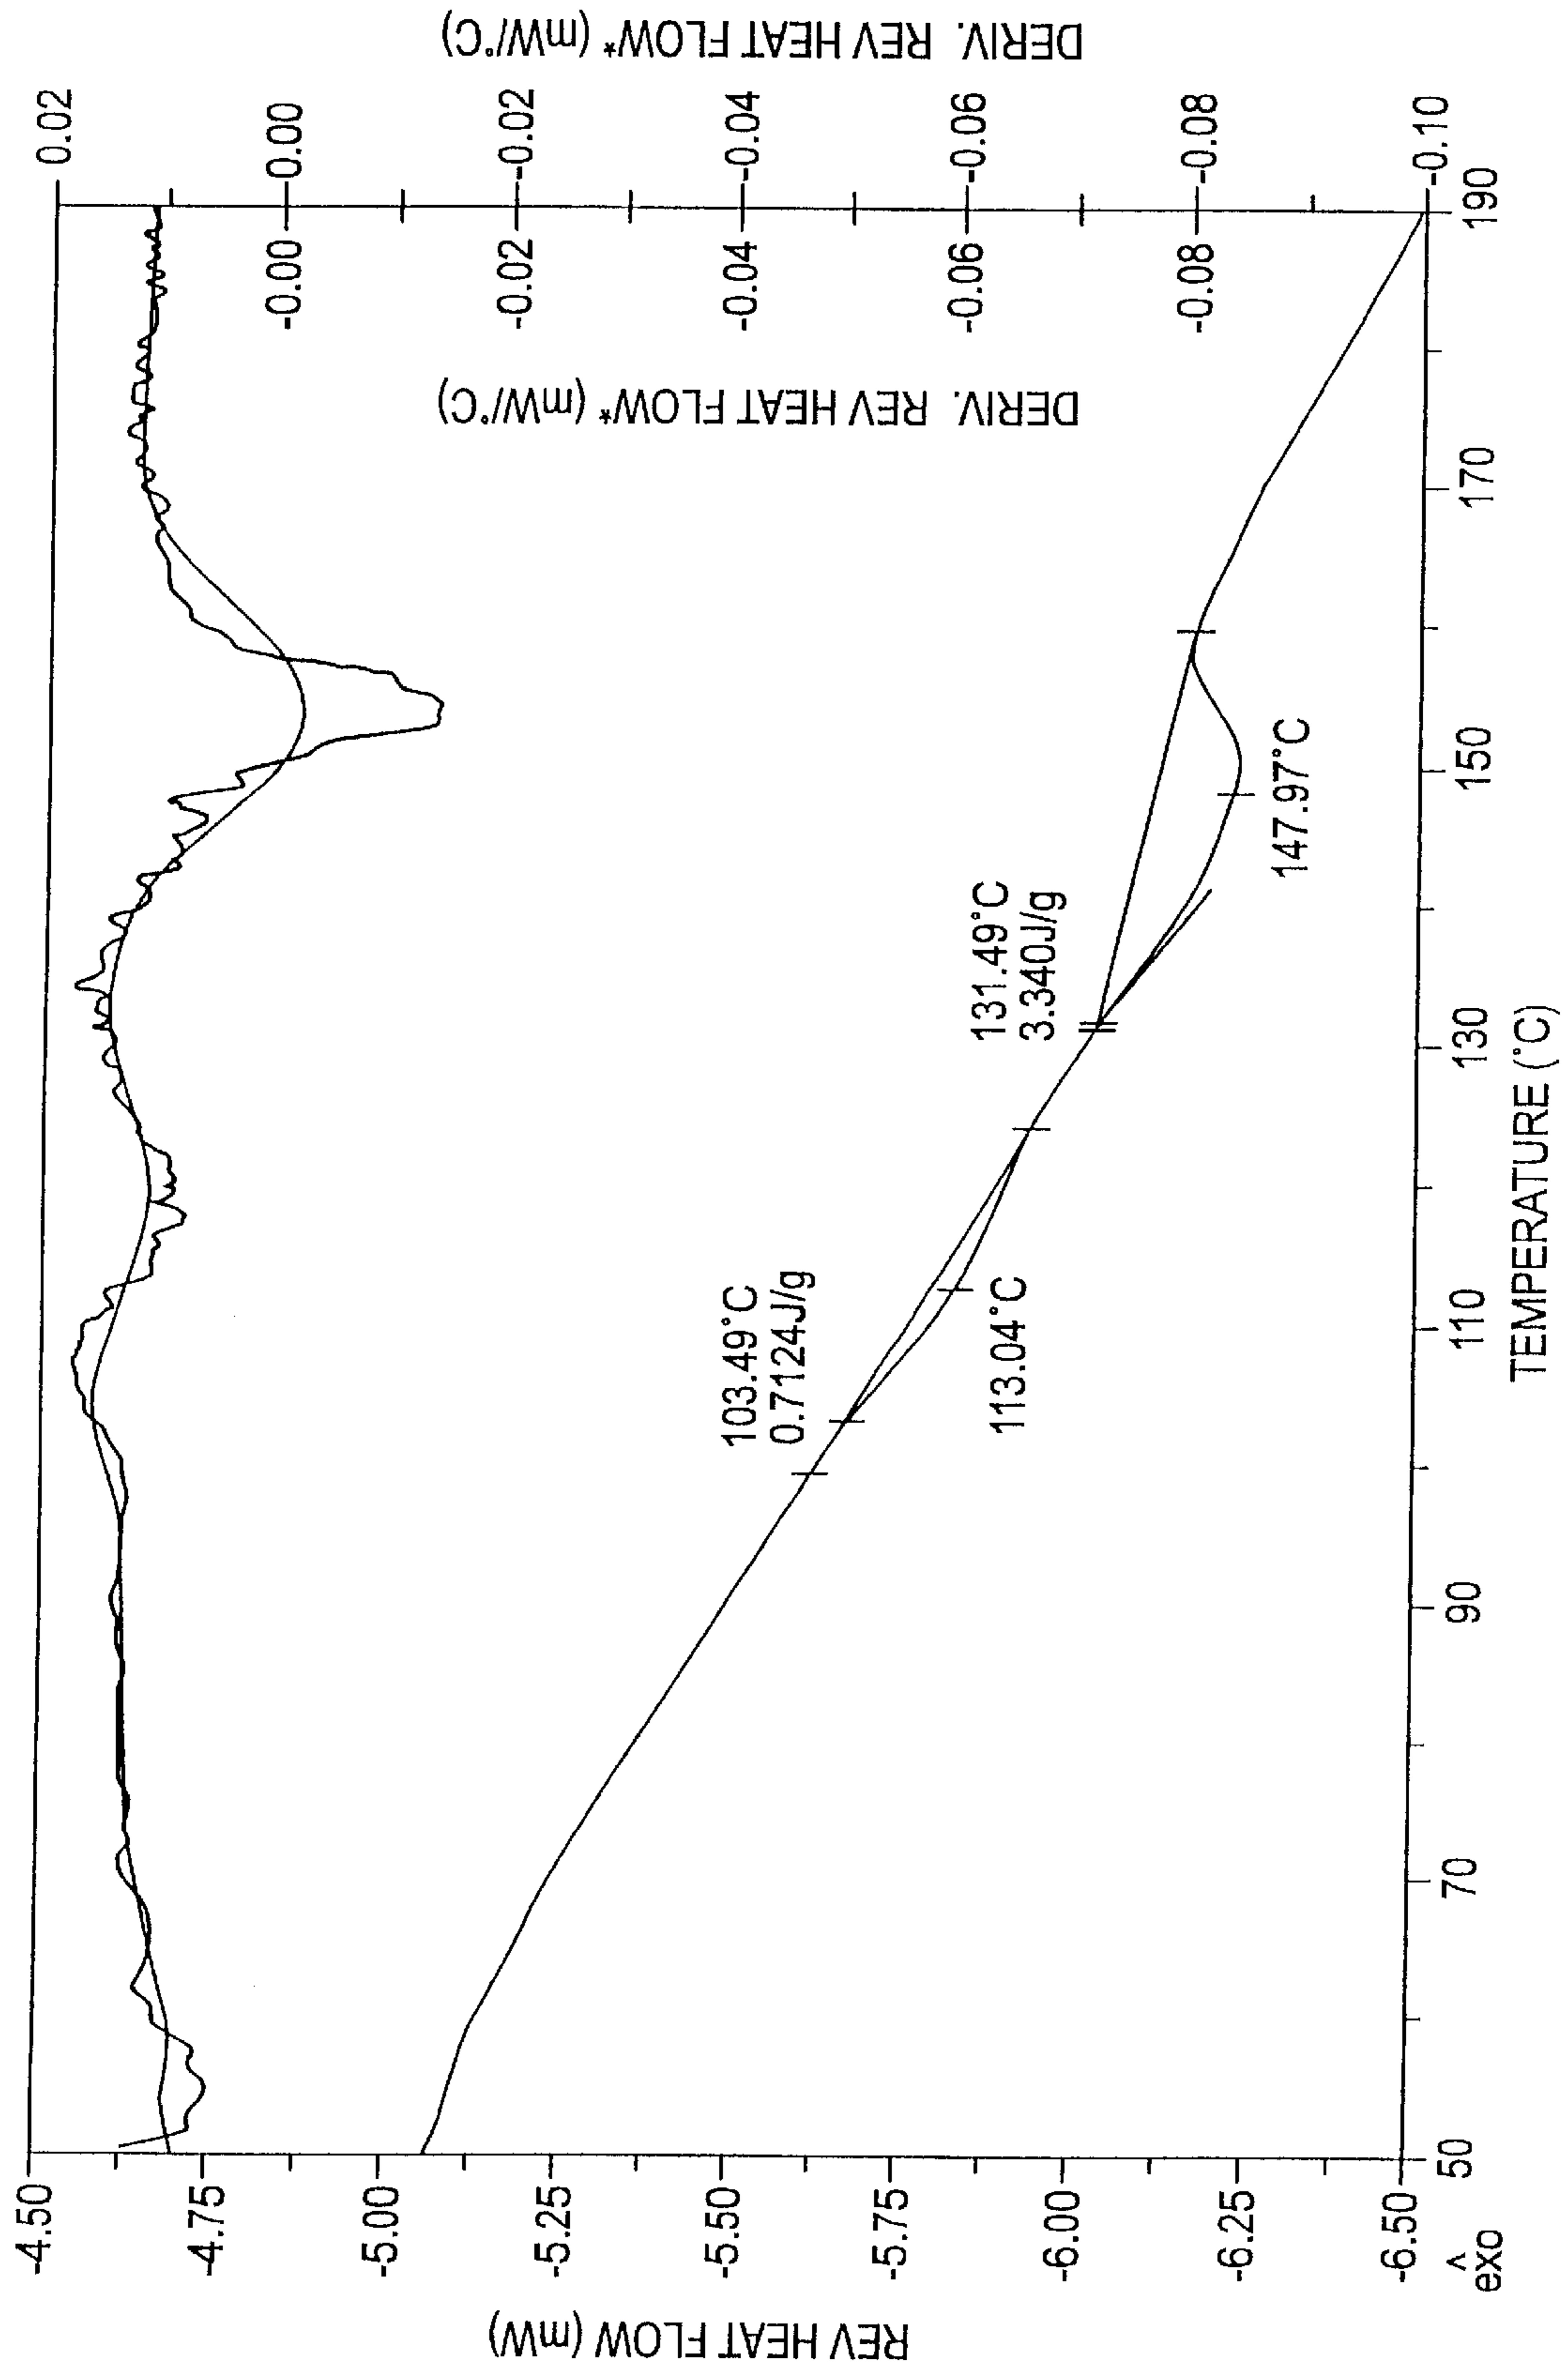 REV HEAT FLOW (mW)
-4.50
-4.75
-5.00
-5.25
-5.50
-5.75
-6.00
-6.25
-6.50
^
exo
103.49°C
0.7124J/g
113.04°C
131.49°C
3.340J/g
147.97°C
50
70
90
110
130
150
170
190
TEMPERATURE (°C)
DERIV. REV HEAT FLOW* (mW/°C)
-0.00
-0.02
-0.04
-0.06
-0.08
0.02
-0.00
-0.02
-0.04
-0.06
-0.08
-0.10
DERIV. REV HEAT FLOW* (mW/°C)